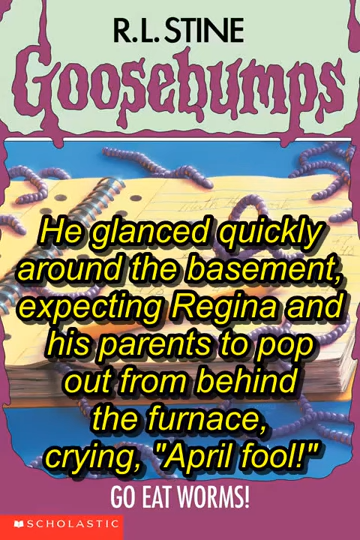 R.L. STINE
Goosebumps
He glanced quickly
around the basement,
expecting Regina and
his parents to pop
out from behind
the furnace,
crying, "April fool!"
GO EAT WORMS!
SCHOLASTIC